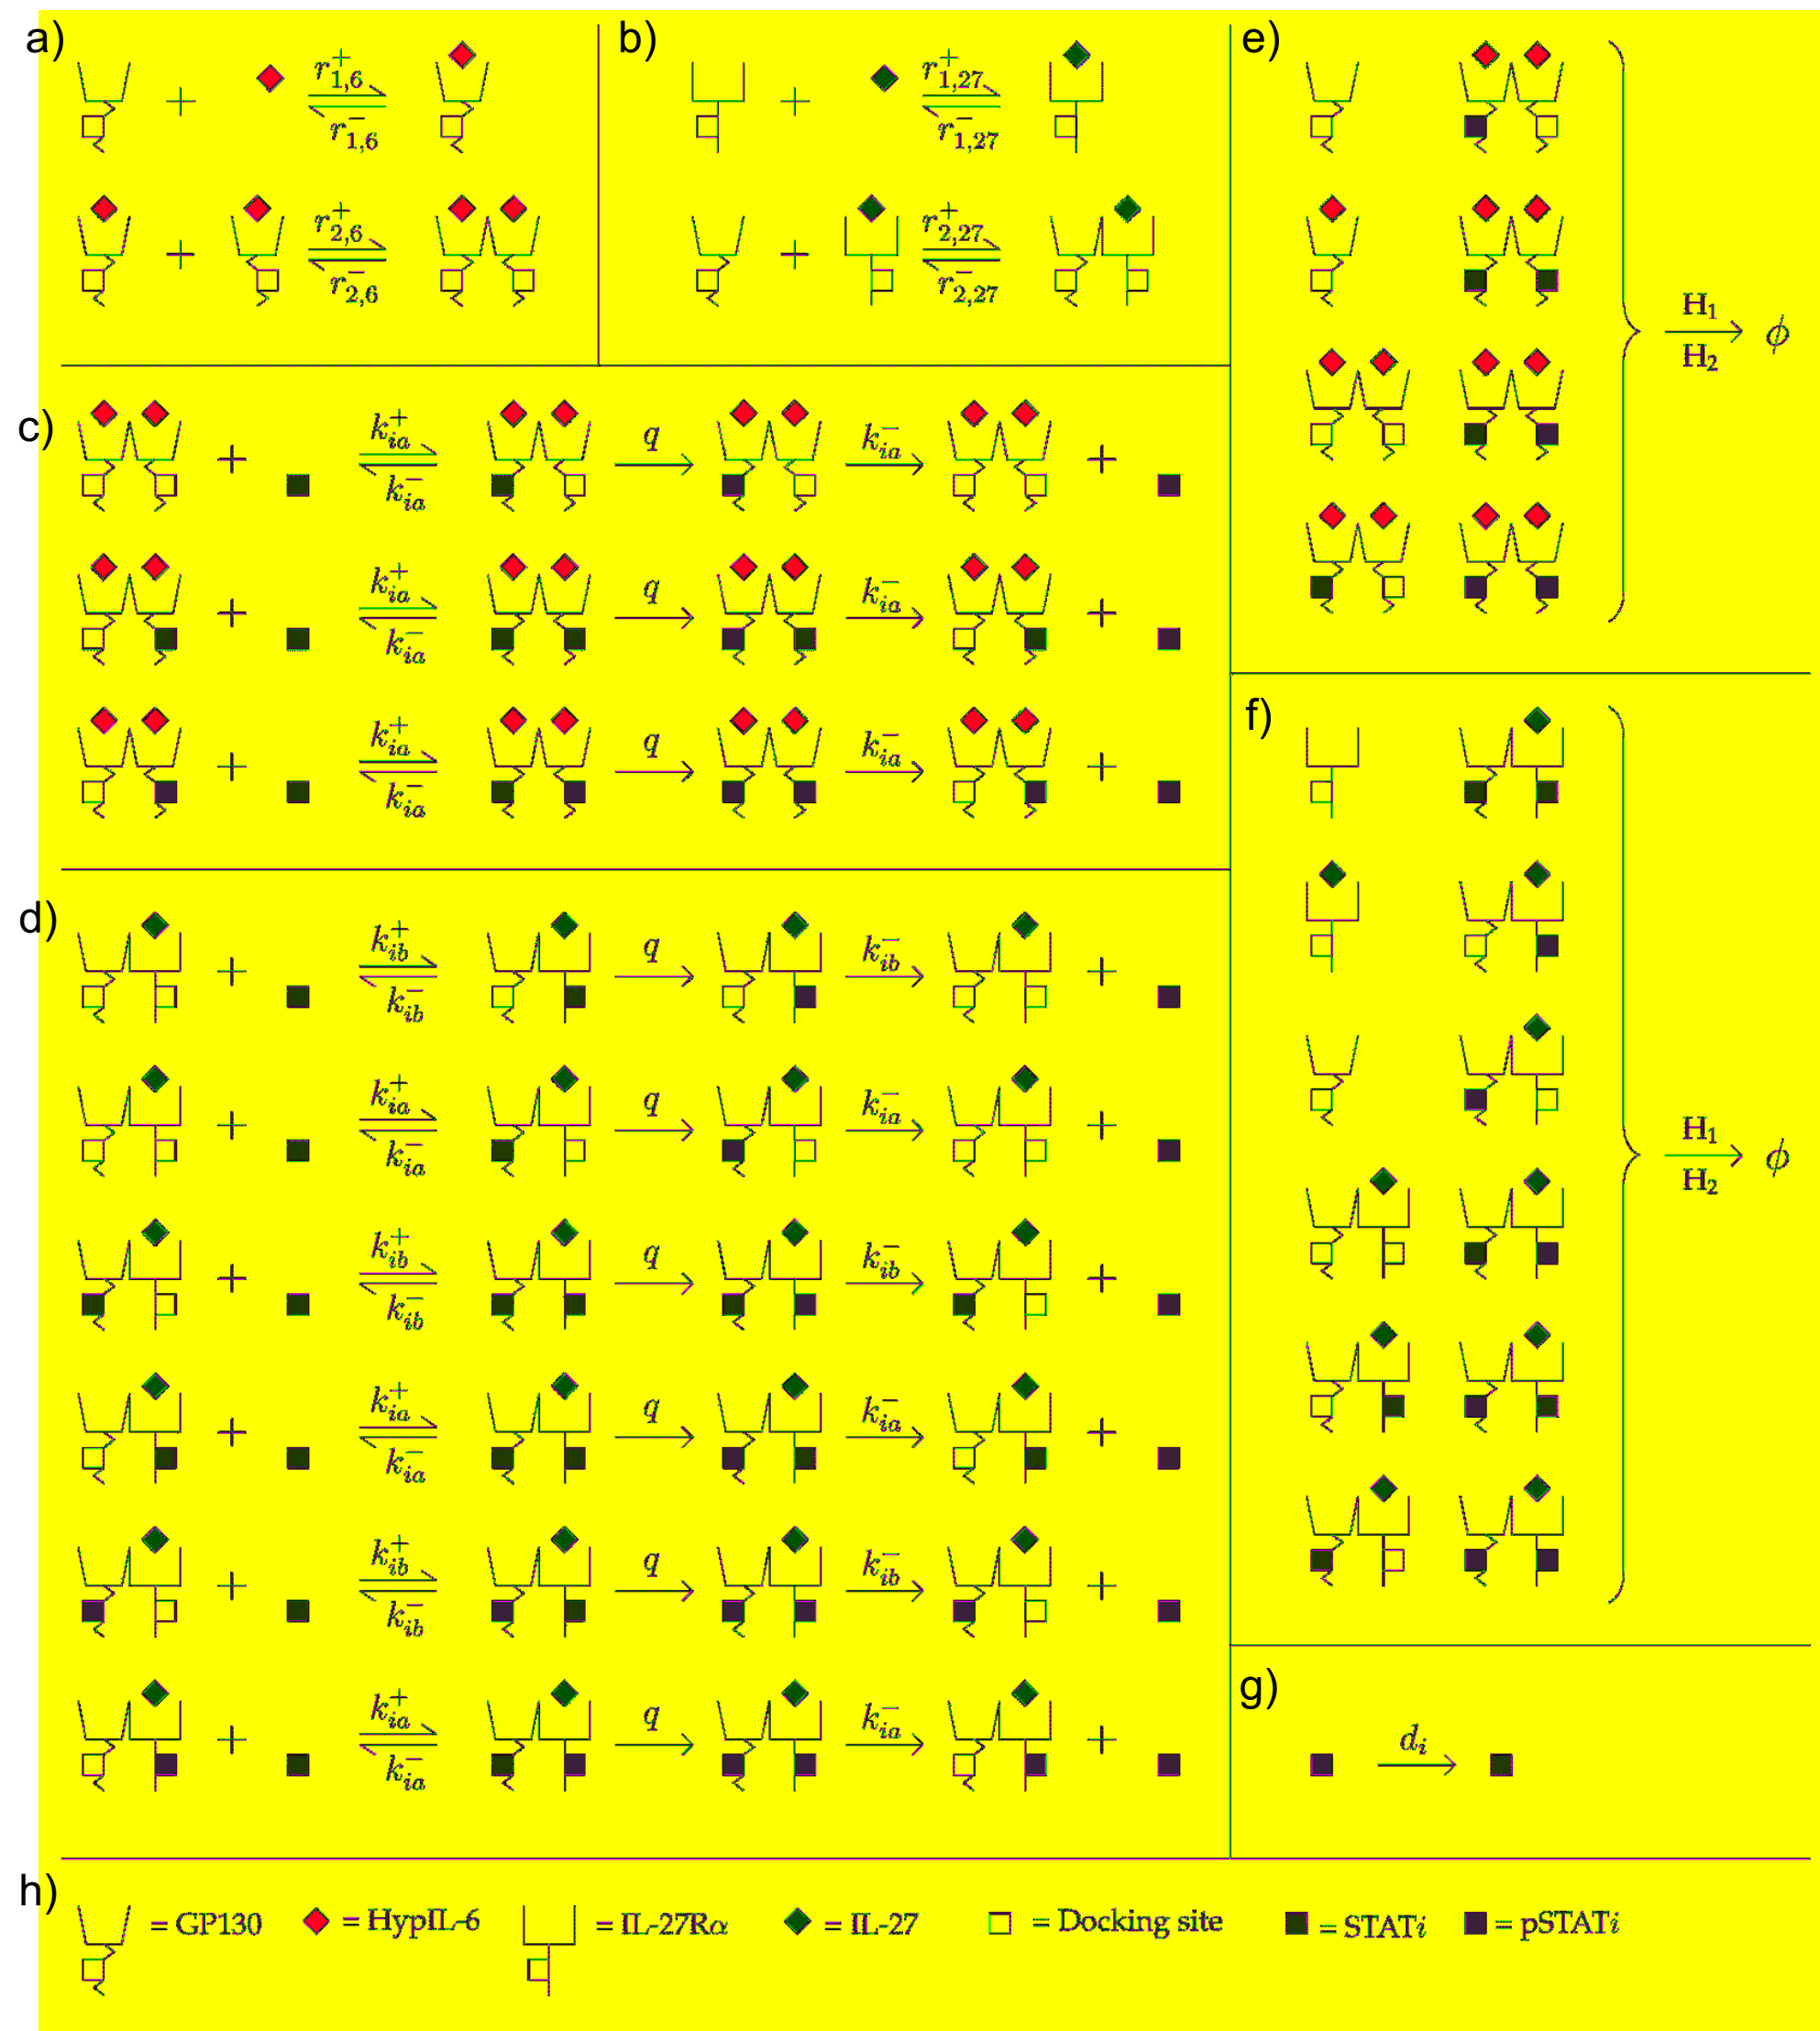 a)
r⁺₁,₆
r⁻₁,₆
r⁺₂,₆
r⁻₂,₆
b)
r⁺₁,₂₇
r⁻₁,₂₇
r⁺₂,₂₇
r⁻₂,₂₇
c)
k⁺ᵢₐ q k⁻ᵢₐ
k⁻ᵢₐ
k⁺ᵢₐ q k⁻ᵢₐ
k⁻ᵢₐ
k⁺ᵢₐ q k⁻ᵢₐ
k⁻ᵢₐ
d)
k⁺_{ib} q k⁻_{ib}
k⁻_{ib}
k⁺ᵢₐ q k⁻ᵢₐ
k⁻ᵢₐ
k⁺_{ib} q k⁻_{ib}
k⁻_{ib}
k⁺ᵢₐ q k⁻ᵢₐ
k⁻ᵢₐ
k⁺_{ib} q k⁻_{ib}
k⁻_{ib}
k⁺ᵢₐ q k⁻ᵢₐ
k⁻ᵢₐ
e)
H₁
H₂
ϕ
f)
H₁
H₂
ϕ
g)
dᵢ
h)
= GP130 = HypIL-6 = IL-27Rα = IL-27 = Docking site = STATi = pSTATi